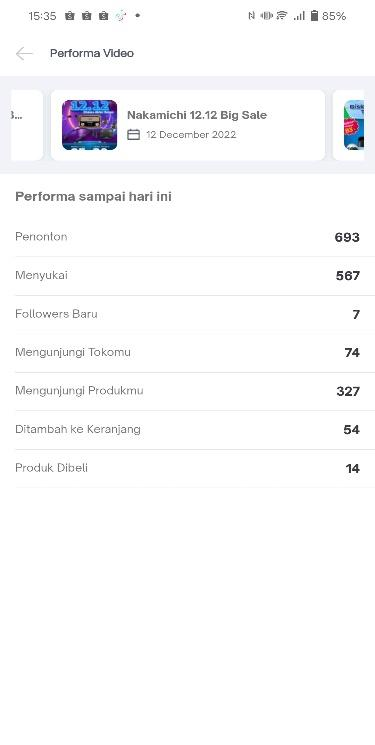 15:35
85%
Performa Video
Nakamichi 12.12 Big Sale
12 December 2022
12.12
Performa sampai hari ini
Penonton 693
Menyukai 567
Followers Baru 7
Mengunjungi Tokomu 74
Mengunjungi Produkmu 327
Ditambah ke Keranjang 54
Produk Dibeli 14